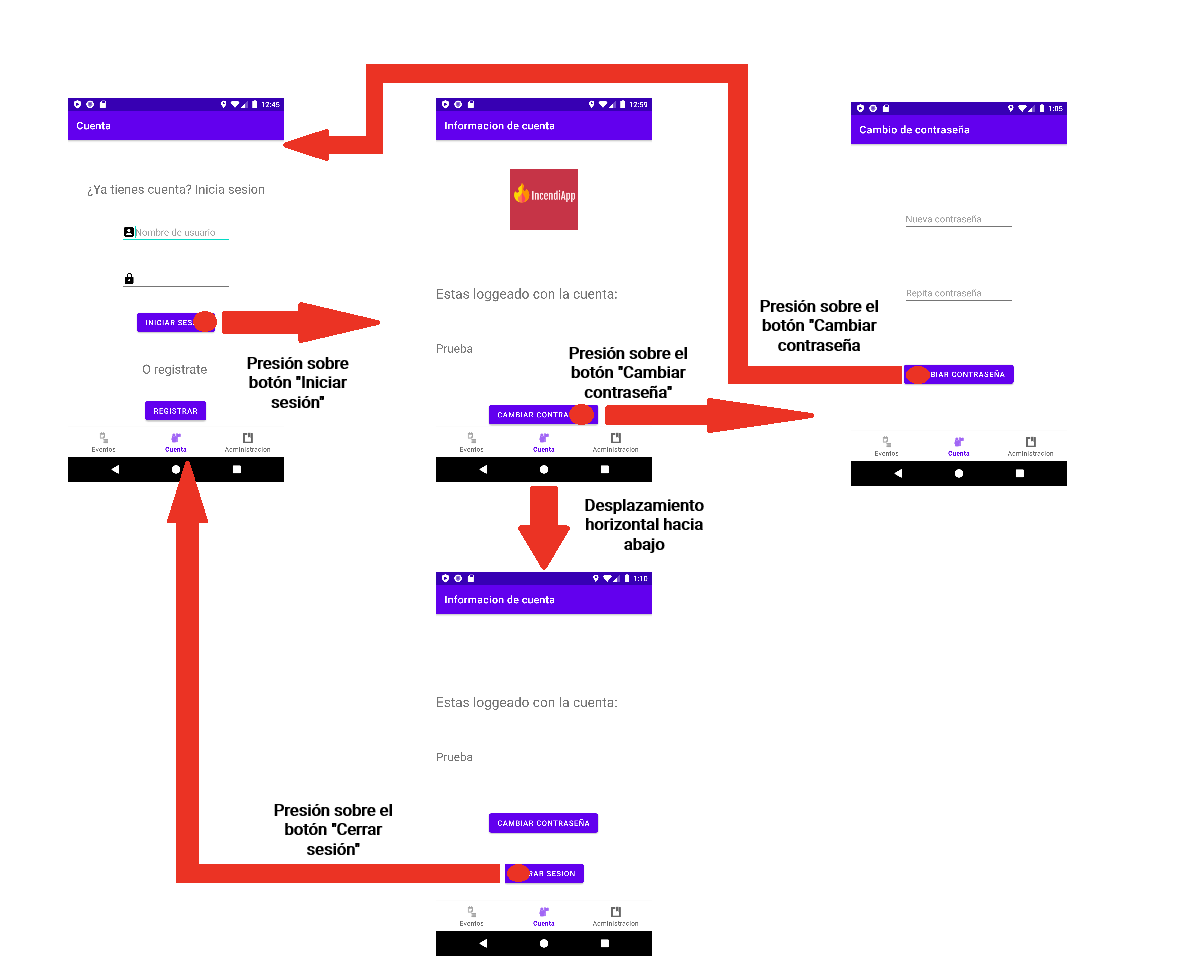 12:45
Cuenta
¿Ya tienes cuenta? Inicia sesion
Nombre de usuario
INICIAR SES
Presión sobre
botón "Iniciar
sesión"
O registrate
REGISTRAR
Eventos
Cuenta
Administracion
12:59
Informacion de cuenta
IncendiApp
Estas loggeado con la cuenta:
Prueba
Presión sobre el
botón "Cambiar
contraseña"
CAMBIAR CONTRA
Eventos
Cuenta
Administracion
1:05
Cambio de contraseña
Nueva contraseña
Repita contraseña
Presión sobre el
botón "Cambiar
contraseña
BIAR CONTRASEÑA
Eventos
Cuenta
Administracion
Desplazamiento
horizontal hacia
abajo
1:10
Informacion de cuenta
Estas loggeado con la cuenta:
Prueba
CAMBIAR CONTRASEÑA
Presión sobre el
botón "Cerrar
sesión"
RAR SESION
Eventos
Cuenta
Administracion